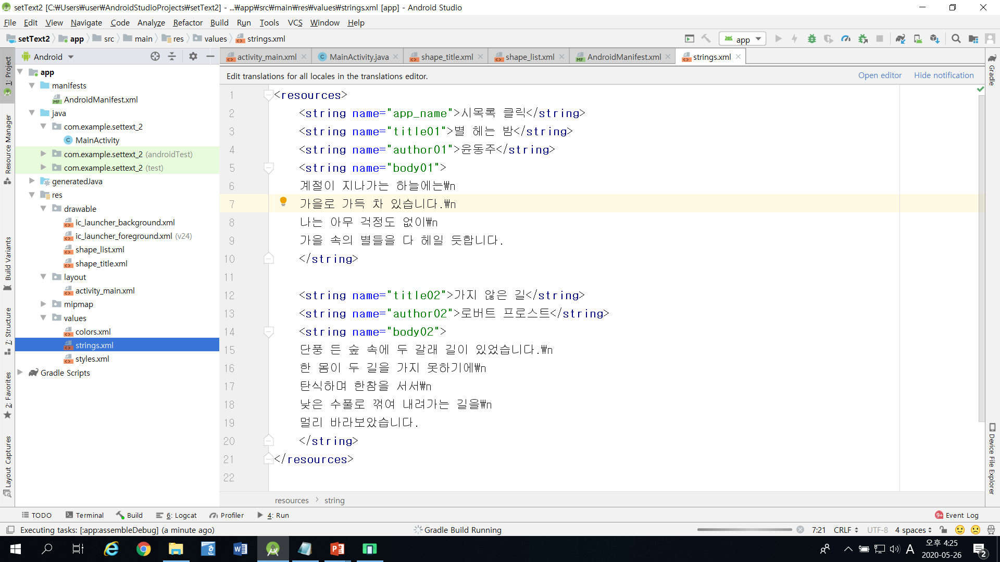 setText2 [C:₩Users₩user₩AndroidStudioProjects₩setText2] - ...₩app₩src₩main₩res₩values₩strings.xml [app] - Android Studio
File Edit View Navigate Code Analyze Refactor Build Run Tools VCS Window Help
setText2 app src main res values strings.xml
app
Android
activity_main.xml MainActivity.java shape_title.xml shape_list.xml AndroidManifest.xml strings.xml
Edit translations for all locales in the translations editor. Open editor Hide notification
1: Project
Resource Manager
Build Variants
7: Structure
2: Favorites
Layout Captures
app
manifests
AndroidManifest.xml
java
com.example.settext_2
MainActivity
com.example.settext_2 (androidTest)
com.example.settext_2 (test)
generatedJava
res
drawable
ic_launcher_background.xml
ic_launcher_foreground.xml (v24)
shape_list.xml
shape_title.xml
layout
activity_main.xml
mipmap
values
colors.xml
strings.xml
styles.xml
Gradle Scripts
1 <resources>
2 <string name="app_name">시목록 클릭</string>
3 <string name="title01">별 헤는 밤</string>
4 <string name="author01">윤동주</string>
5 <string name="body01">
6 계절이 지나가는 하늘에는₩n
7 가을로 가득 차 있습니다.₩n
8 나는 아무 걱정도 없이₩n
9 가을 속의 별들을 다 헤일 듯합니다.
10 </string>
11
12 <string name="title02">가지 않은 길</string>
13 <string name="author02">로버트 프로스트</string>
14 <string name="body02">
15 단풍 든 숲 속에 두 갈래 길이 있었습니다.₩n
16 한 몸이 두 길을 가지 못하기에₩n
17 탄식하며 한참을 서서₩n
18 낮은 수풀로 꺾여 내려가는 길을₩n
19 멀리 바라보았습니다.
20 </string>
21 </resources>
22
resources string
Gradle
Device File Explorer
TODO Terminal Build 6: Logcat Profiler 4: Run 9+ Event Log
Executing tasks: [:app:assembleDebug] (a minute ago) Gradle Build Running 7:21 CRLF UTF-8 4 spaces
A 오후 4:25
2020-05-26 2